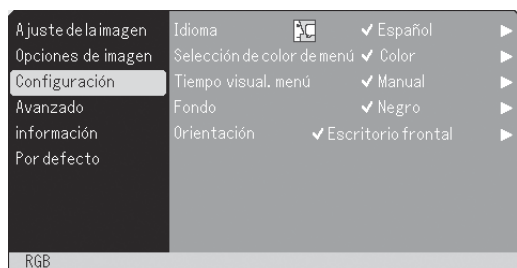 Ajuste de la imagen
Opciones de imagen
Configuración
Avanzado
información
Por defecto
Idioma ✓ Español ▶
Selección de color de menú ✓ Color ▶
Tiempo visual. menú ✓ Manual ▶
Fondo ✓ Negro ▶
Orientación ✓ Escritorio frontal ▶
RGB